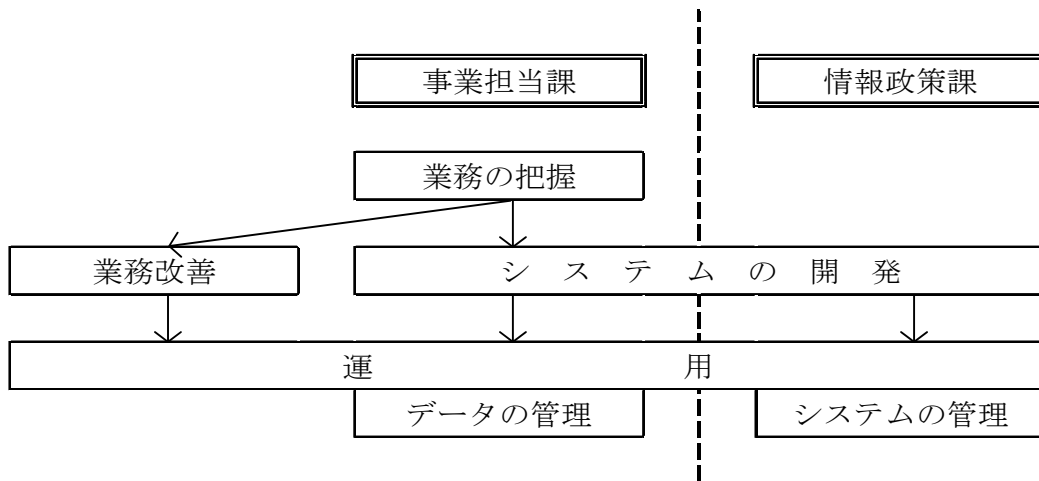 事業担当課 情報政策課
業務の把握
業務改善 システムの開発
運用
データの管理 システムの管理